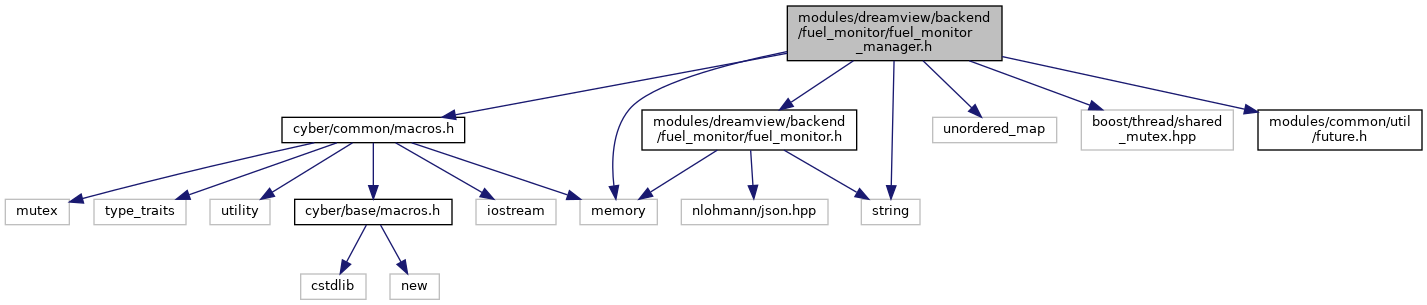 modules/dreamview/backend
/fuel_monitor/fuel_monitor
_manager.h
cyber/common/macros.h
modules/dreamview/backend
/fuel_monitor/fuel_monitor.h
unordered_map
boost/thread/shared
_mutex.hpp
modules/common/util
/future.h
mutex
type_traits
utility
cyber/base/macros.h
iostream
memory
nlohmann/json.hpp
string
cstdlib
new